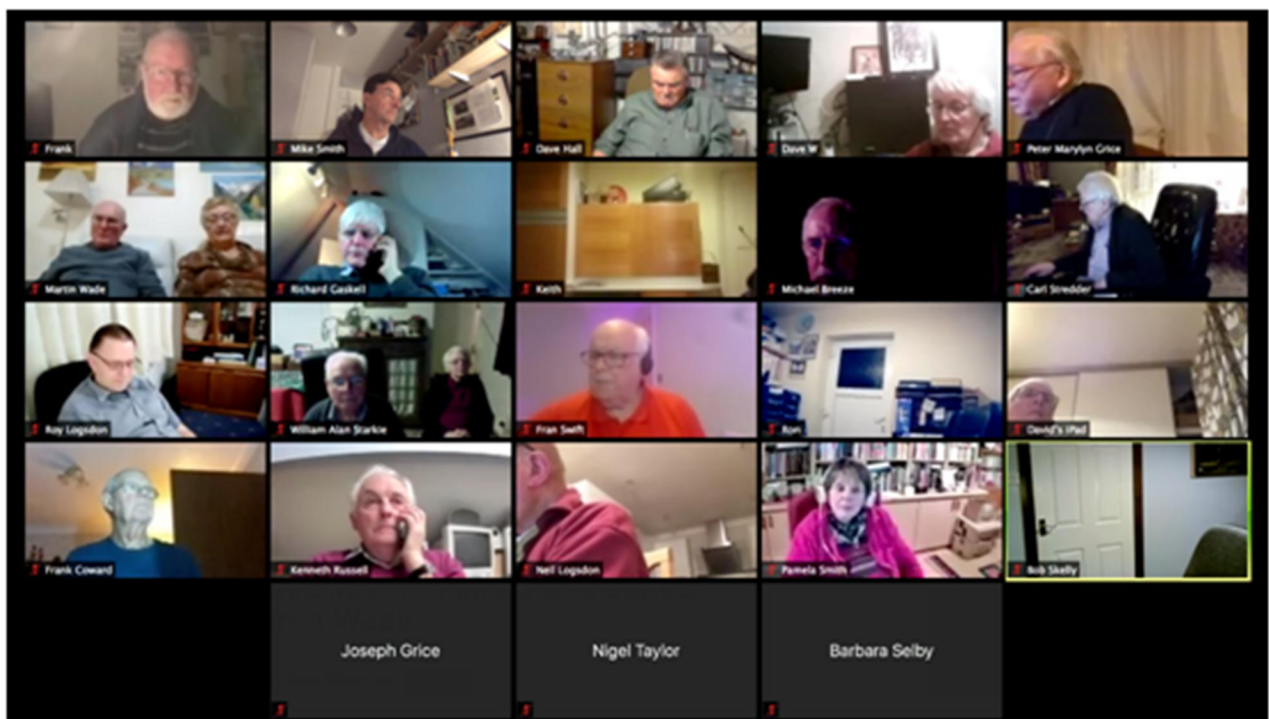 Frank
Mike Smith
Dave Hall
Dave W
Peter Marylyn Grice
Martin Wade
Richard Gaskell
Keith
Michael Breeze
Carl Stredder
Roy Logsdon
William Alan Starkie
Fran Swift
Ron
David's iPad
Frank Coward
Kenneth Russell
Neil Logsdon
Pamela Smith
Bob Skelly
Joseph Grice
Nigel Taylor
Barbara Selby